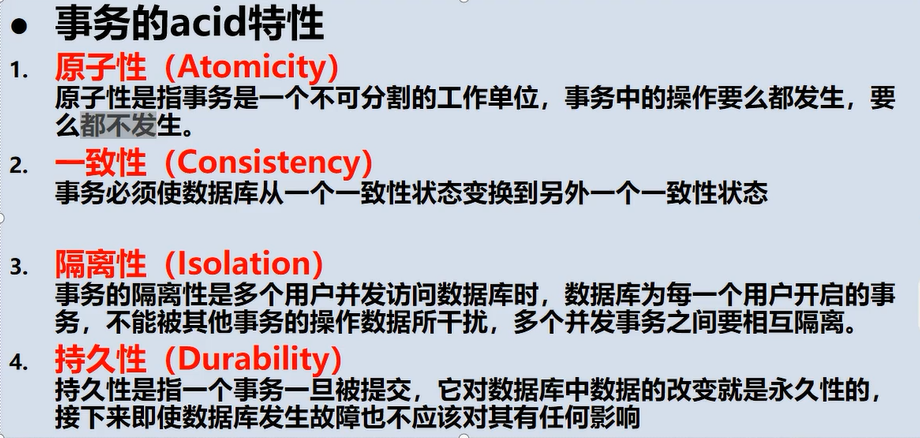 ● 事务的acid特性
1. 原子性（Atomicity）
原子性是指事务是一个不可分割的工作单位，事务中的操作要么都发生，要
么都不发生。
2. 一致性（Consistency）
事务必须使数据库从一个一致性状态变换到另外一个一致性状态
3. 隔离性（Isolation）
事务的隔离性是多个用户并发访问数据库时，数据库为每一个用户开启的事
务，不能被其他事务的操作数据所干扰，多个并发事务之间要相互隔离。
4. 持久性（Durability）
持久性是指一个事务一旦被提交，它对数据库中数据的改变就是永久性的，
接下来即使数据库发生故障也不应该对其有任何影响